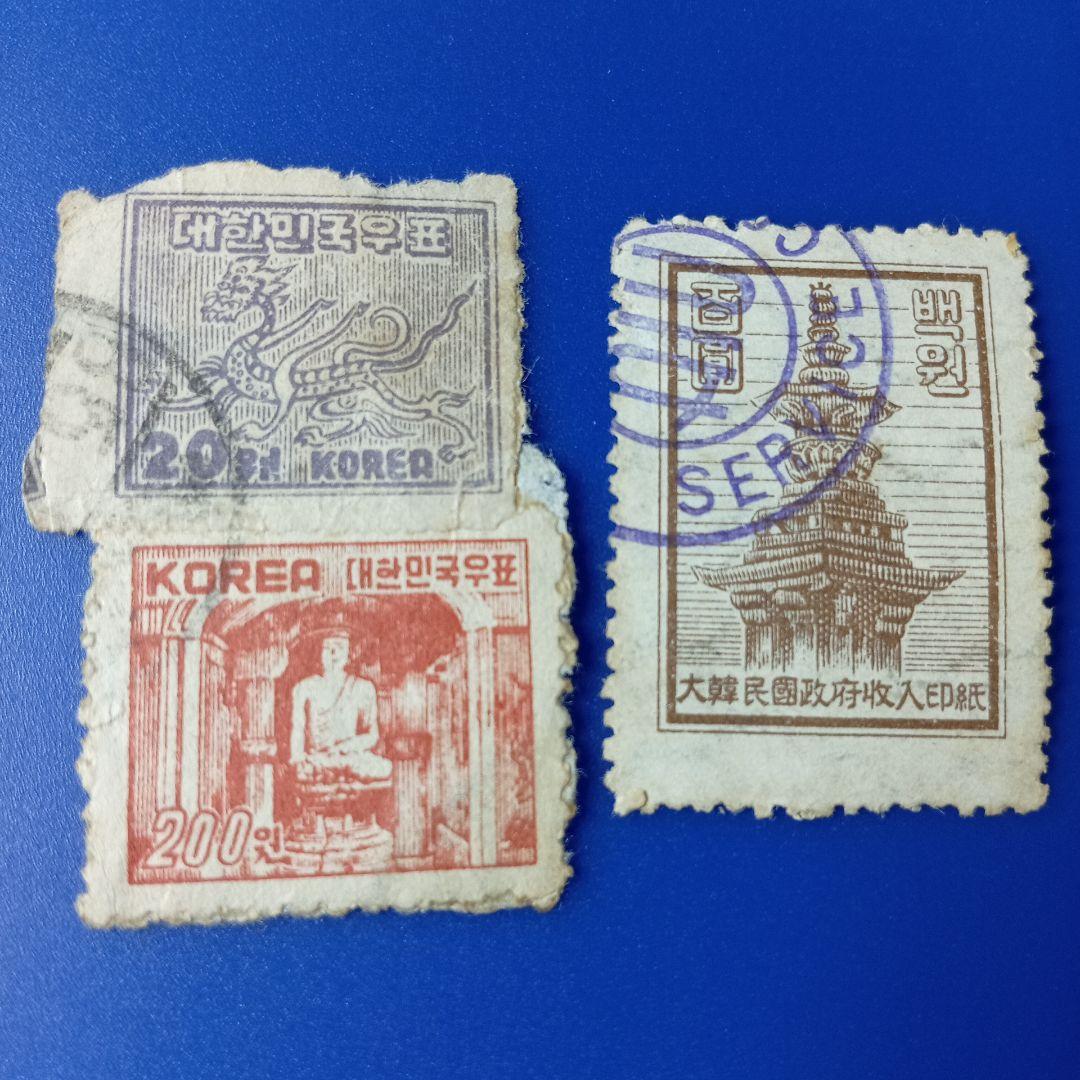 대한민국우표
20원 KOREA
KOREA 대한민국우표
200원
百圜 백원
SERVICE
大韓民國政府收入印紙